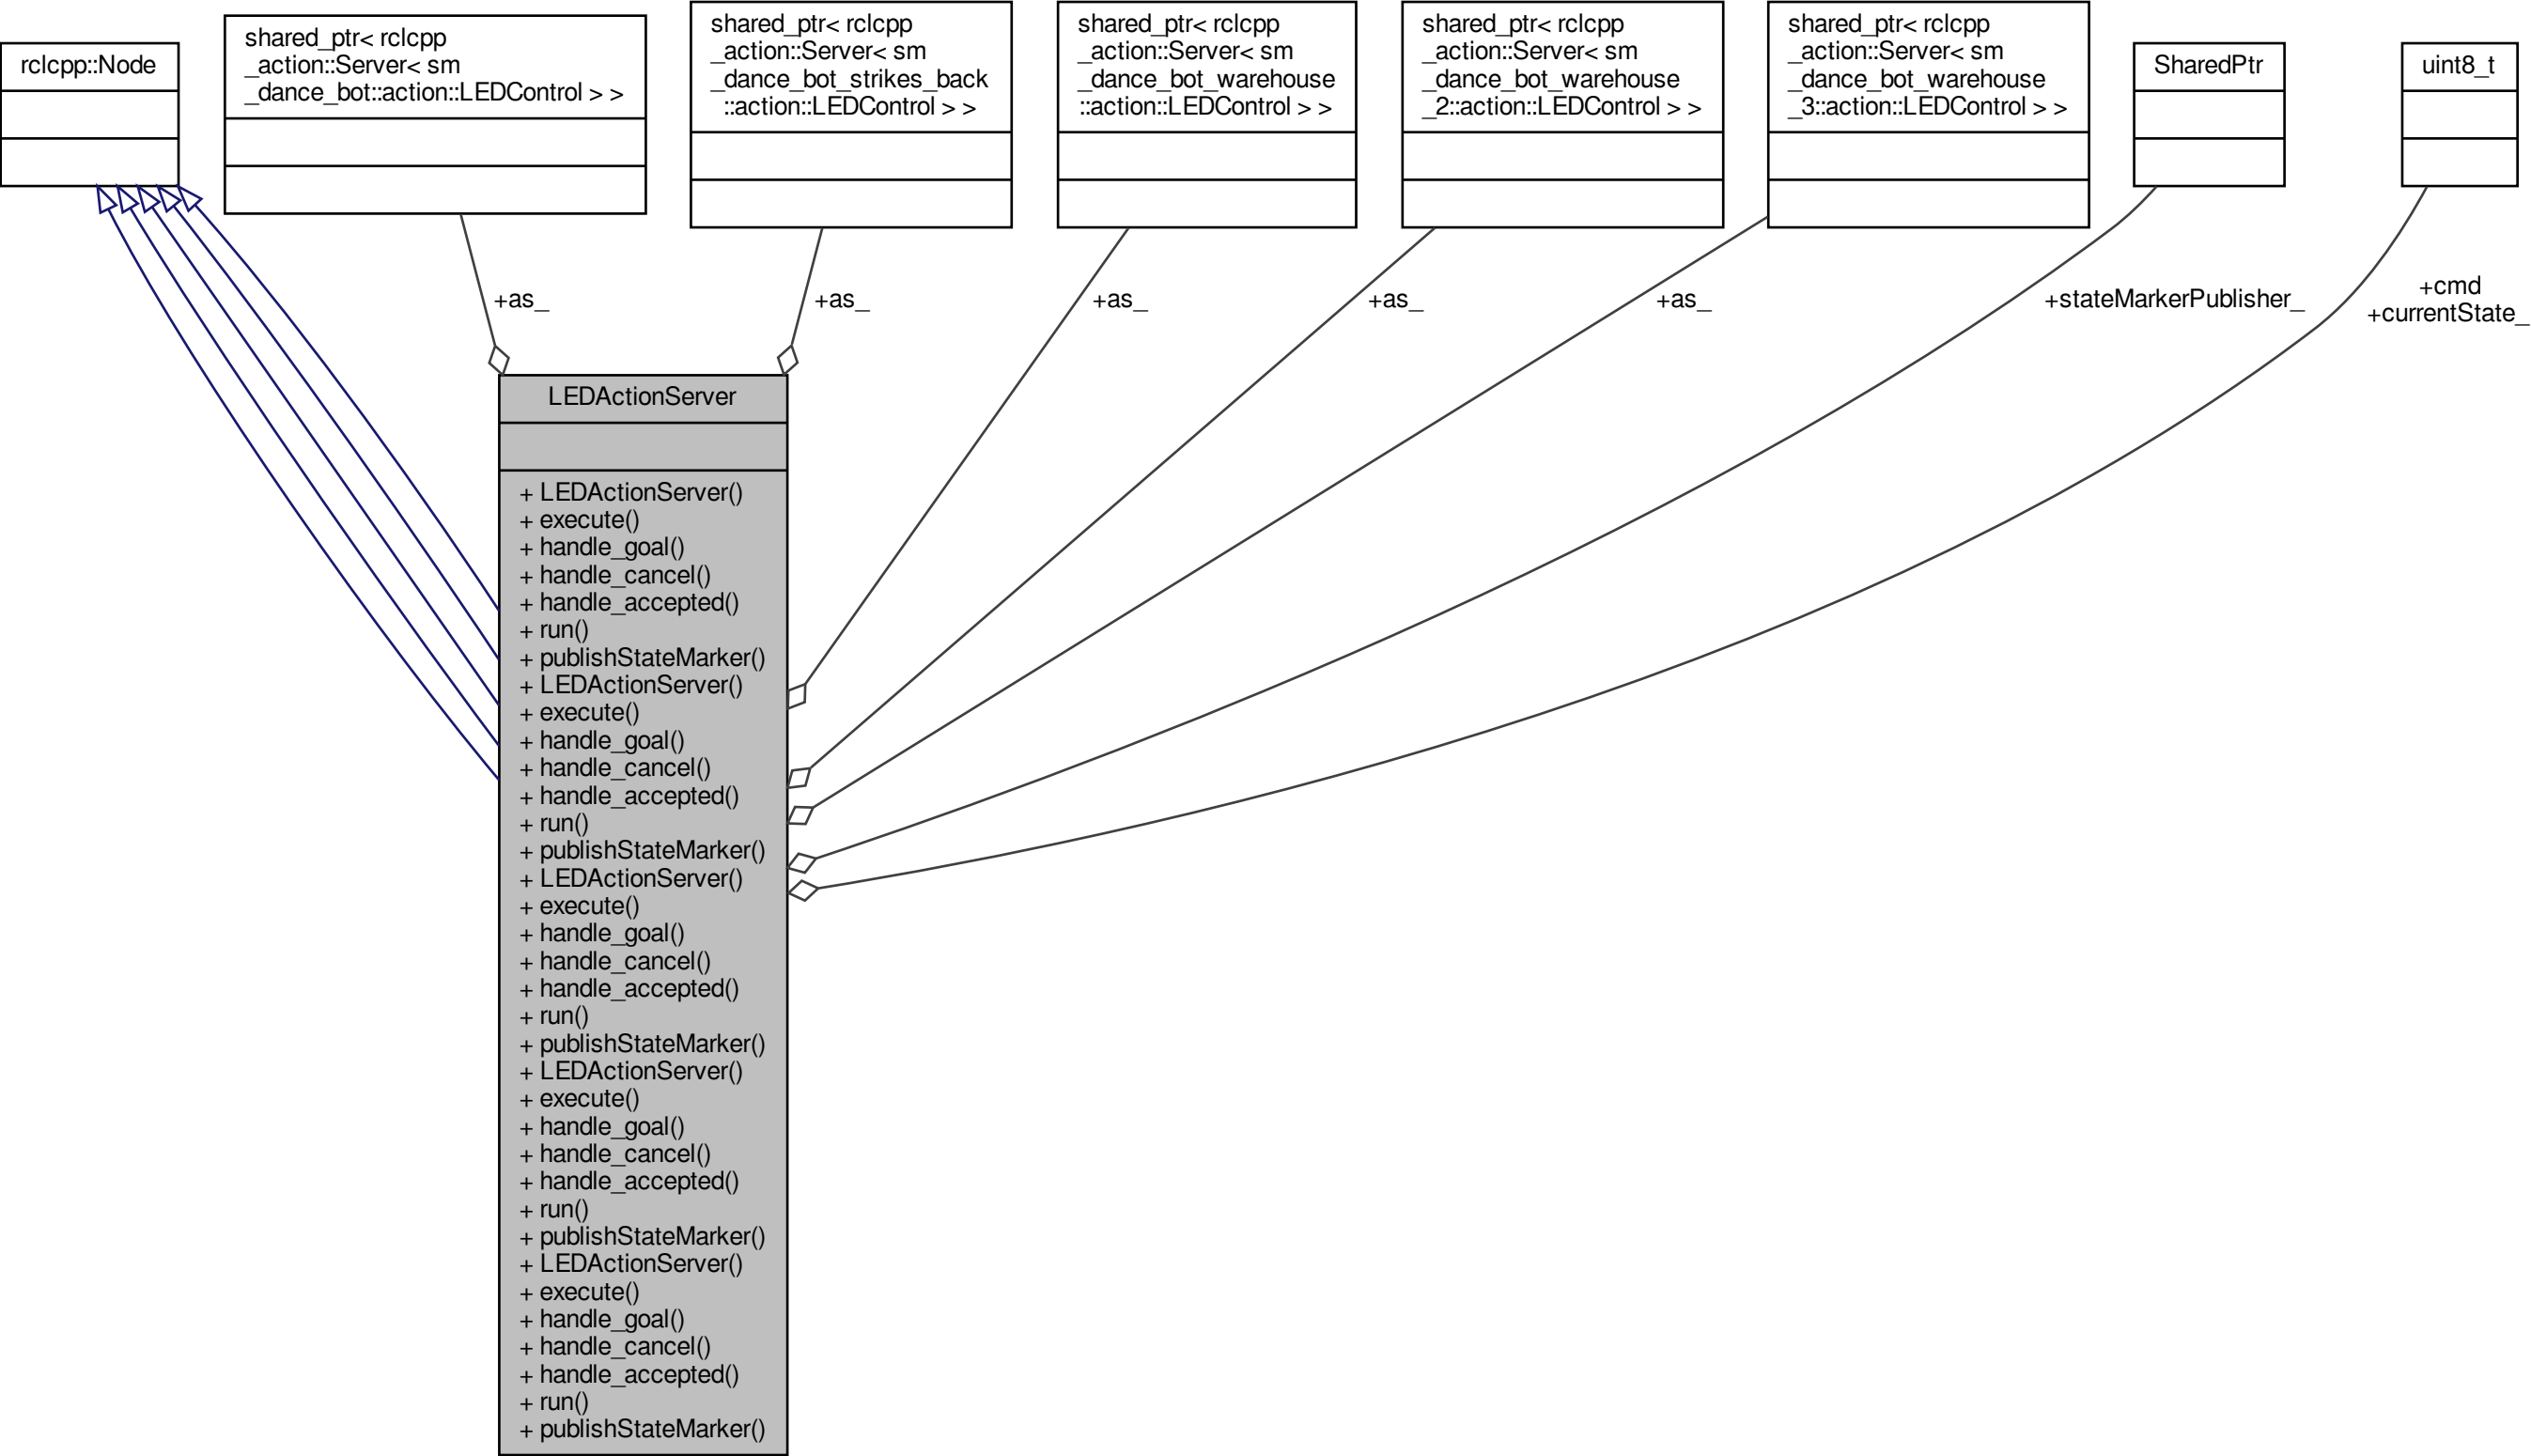 rclcpp::Node
shared_ptr< rclcpp
_action::Server< sm
_dance_bot::action::LEDControl > >
shared_ptr< rclcpp
_action::Server< sm
_dance_bot_strikes_back
::action::LEDControl > >
shared_ptr< rclcpp
_action::Server< sm
_dance_bot_warehouse
::action::LEDControl > >
shared_ptr< rclcpp
_action::Server< sm
_dance_bot_warehouse
_2::action::LEDControl > >
shared_ptr< rclcpp
_action::Server< sm
_dance_bot_warehouse
_3::action::LEDControl > >
SharedPtr
uint8_t
+as_
+as_
+as_
+as_
+as_
+stateMarkerPublisher_
+cmd
+currentState_
LEDActionServer
+ LEDActionServer()
+ execute()
+ handle_goal()
+ handle_cancel()
+ handle_accepted()
+ run()
+ publishStateMarker()
+ LEDActionServer()
+ execute()
+ handle_goal()
+ handle_cancel()
+ handle_accepted()
+ run()
+ publishStateMarker()
+ LEDActionServer()
+ execute()
+ handle_goal()
+ handle_cancel()
+ handle_accepted()
+ run()
+ publishStateMarker()
+ LEDActionServer()
+ execute()
+ handle_goal()
+ handle_cancel()
+ handle_accepted()
+ run()
+ publishStateMarker()
+ LEDActionServer()
+ execute()
+ handle_goal()
+ handle_cancel()
+ handle_accepted()
+ run()
+ publishStateMarker()